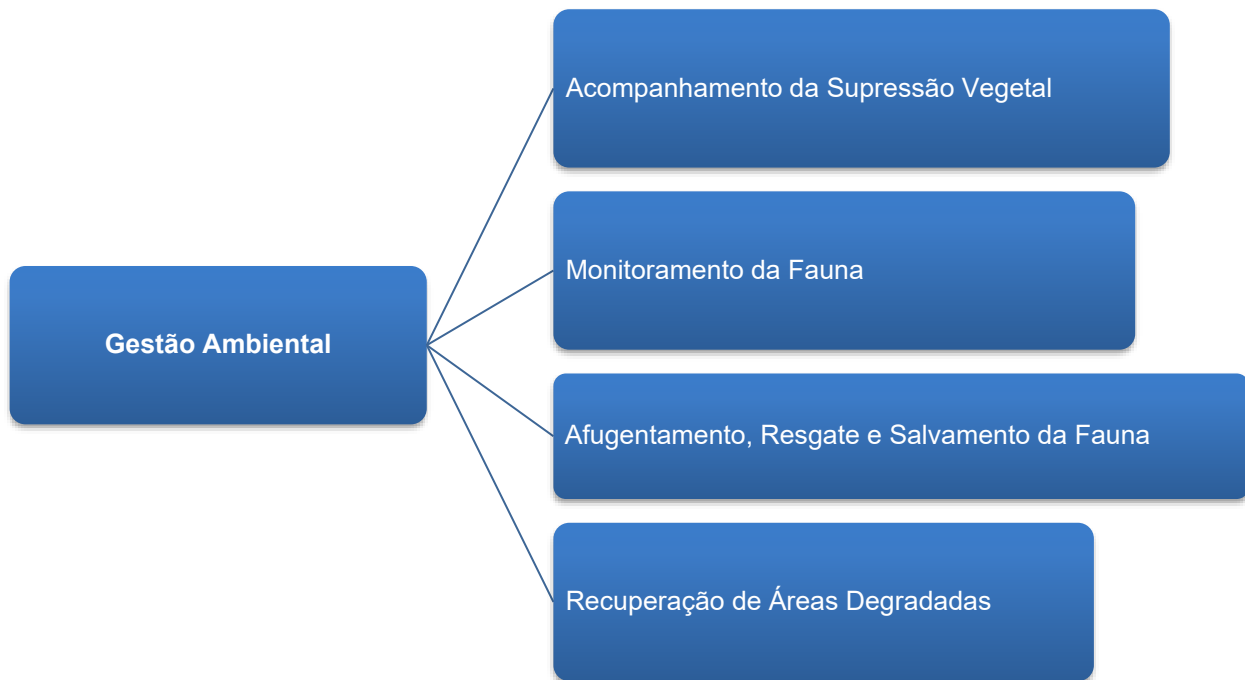 Acompanhamento da Supressão Vegetal
Monitoramento da Fauna
Gestão Ambiental
Afugentamento, Resgate e Salvamento da Fauna
Recuperação de Áreas Degradadas